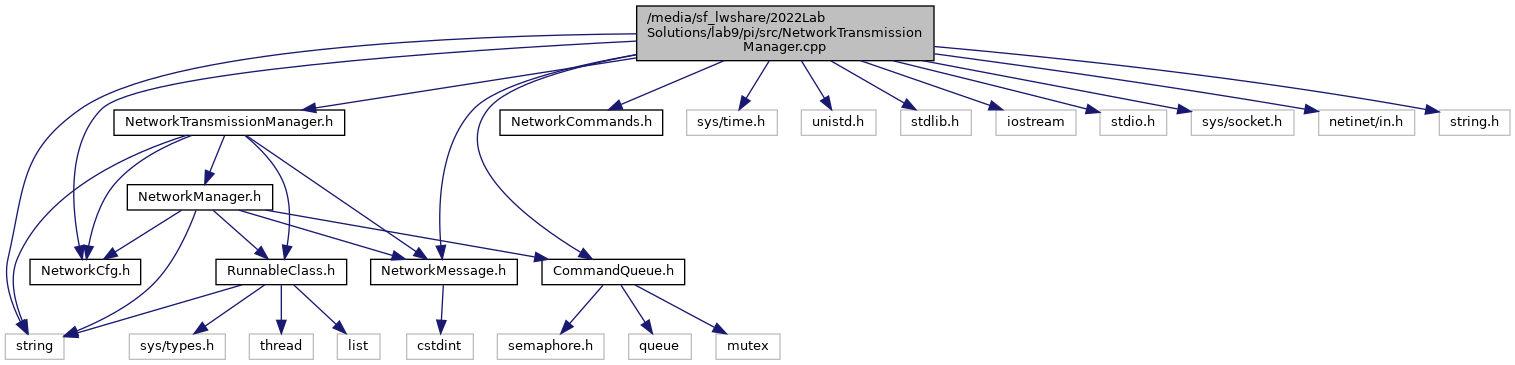 /media/sf_lwshare/2022Lab
Solutions/lab9/pi/src/NetworkTransmission
Manager.cpp
NetworkTransmissionManager.h
NetworkCommands.h
sys/time.h
unistd.h
stdlib.h
iostream
stdio.h
sys/socket.h
netinet/in.h
string.h
NetworkManager.h
NetworkCfg.h
RunnableClass.h
NetworkMessage.h
CommandQueue.h
string
sys/types.h
thread
list
cstdint
semaphore.h
queue
mutex